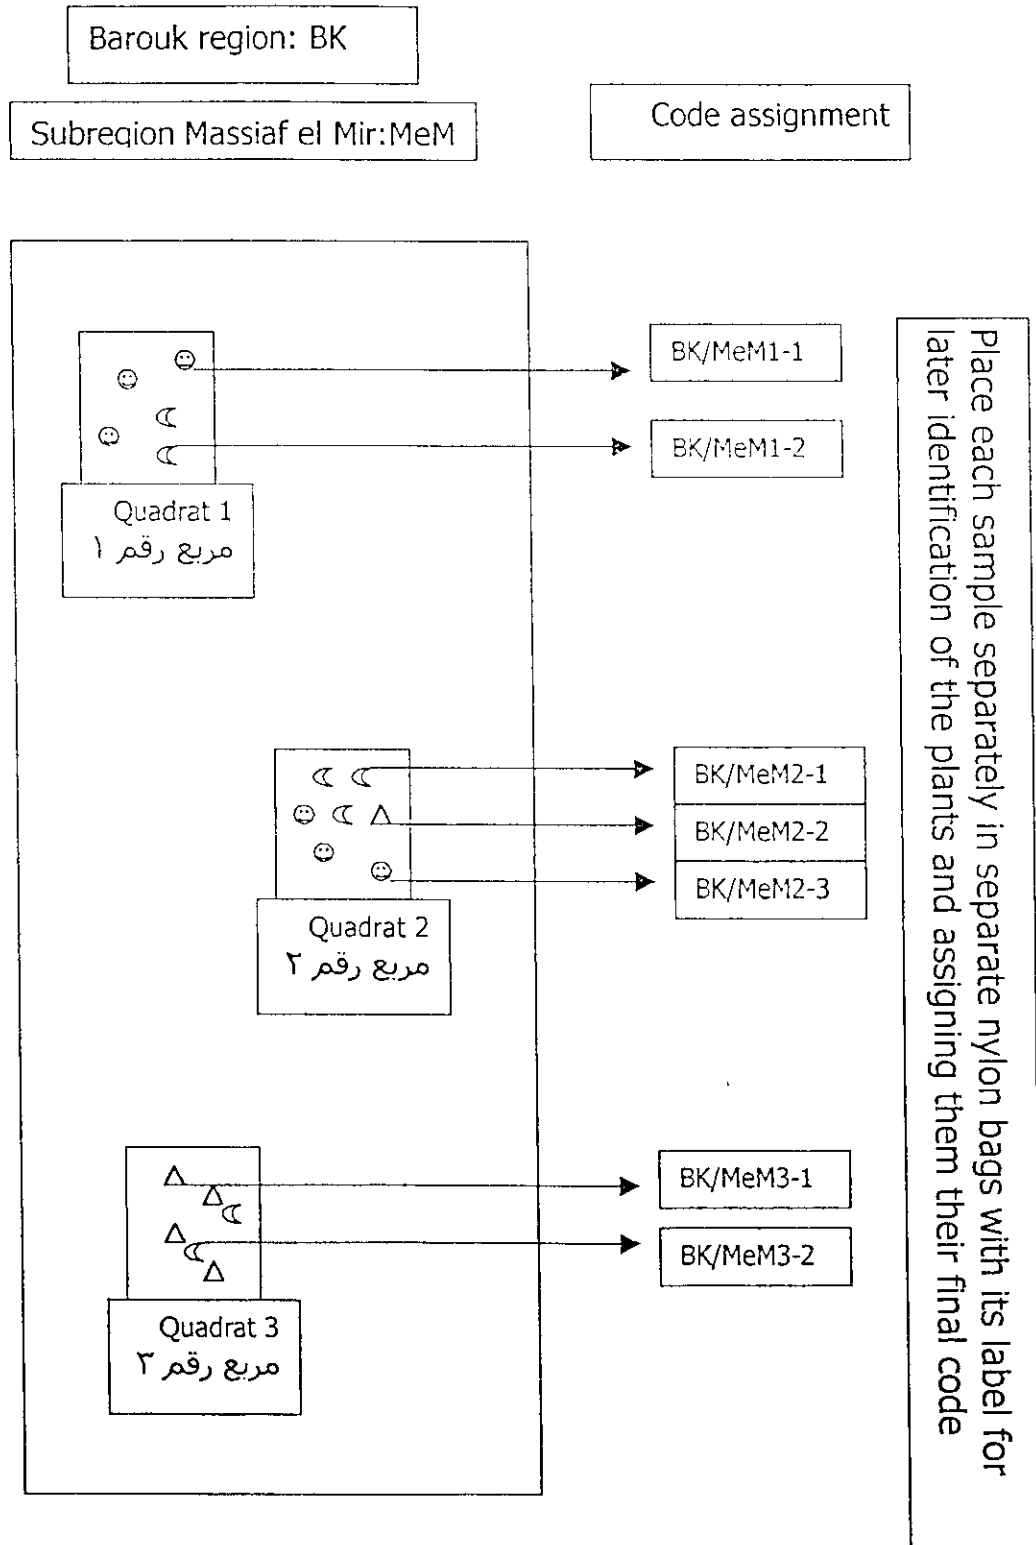 Barouk region: BK
Subregion Massiaf el Mir:MeM
Code assignment
BK/MeM1-1
BK/MeM1-2
Quadrat 1
مربع رقم ١
BK/MeM2-1
BK/MeM2-2
BK/MeM2-3
Quadrat 2
مربع رقم ٢
BK/MeM3-1
BK/MeM3-2
Quadrat 3
مربع رقم ٣
Place each sample separately in separate nylon bags with its label for
later identification of the plants and assigning them their final code